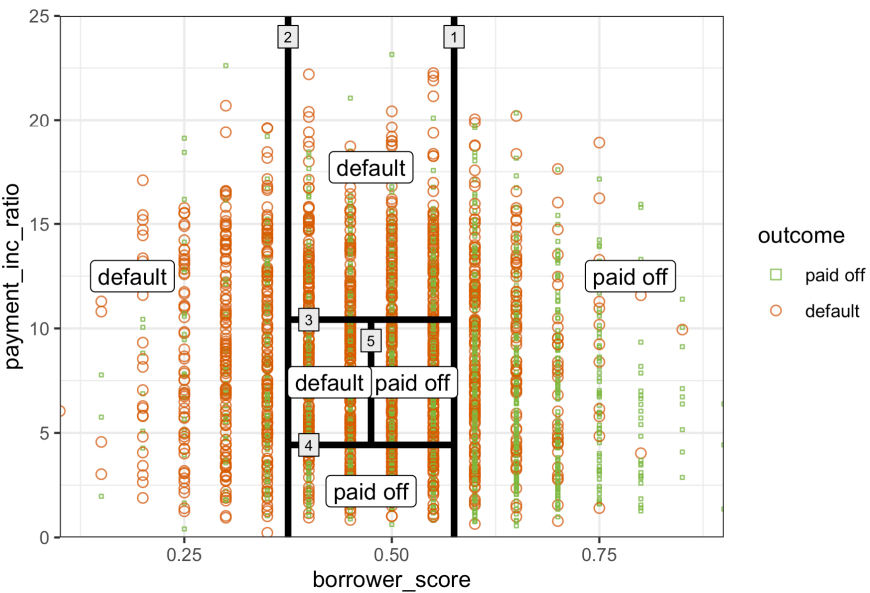 25
20
15
10
5
0
payment_inc_ratio
2
1
default
default
paid off
3
5
default
paid off
4
paid off
0.25
0.50
0.75
borrower_score
outcome
paid off
default